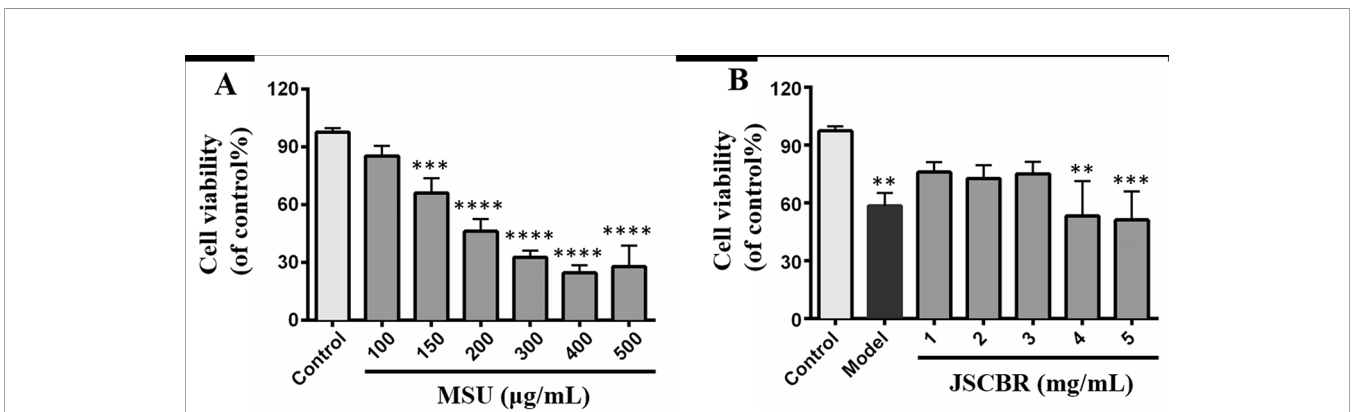 A
Cell viability
(of control%)
120
90
60
30
0
***
****
****
****
****
Control
100
150
200
300
400
500
MSU (µg/mL)
B
Cell viability
(of control%)
120
90
60
30
0
**
**
***
Control
Model
1
2
3
4
5
JSCBR (mg/mL)